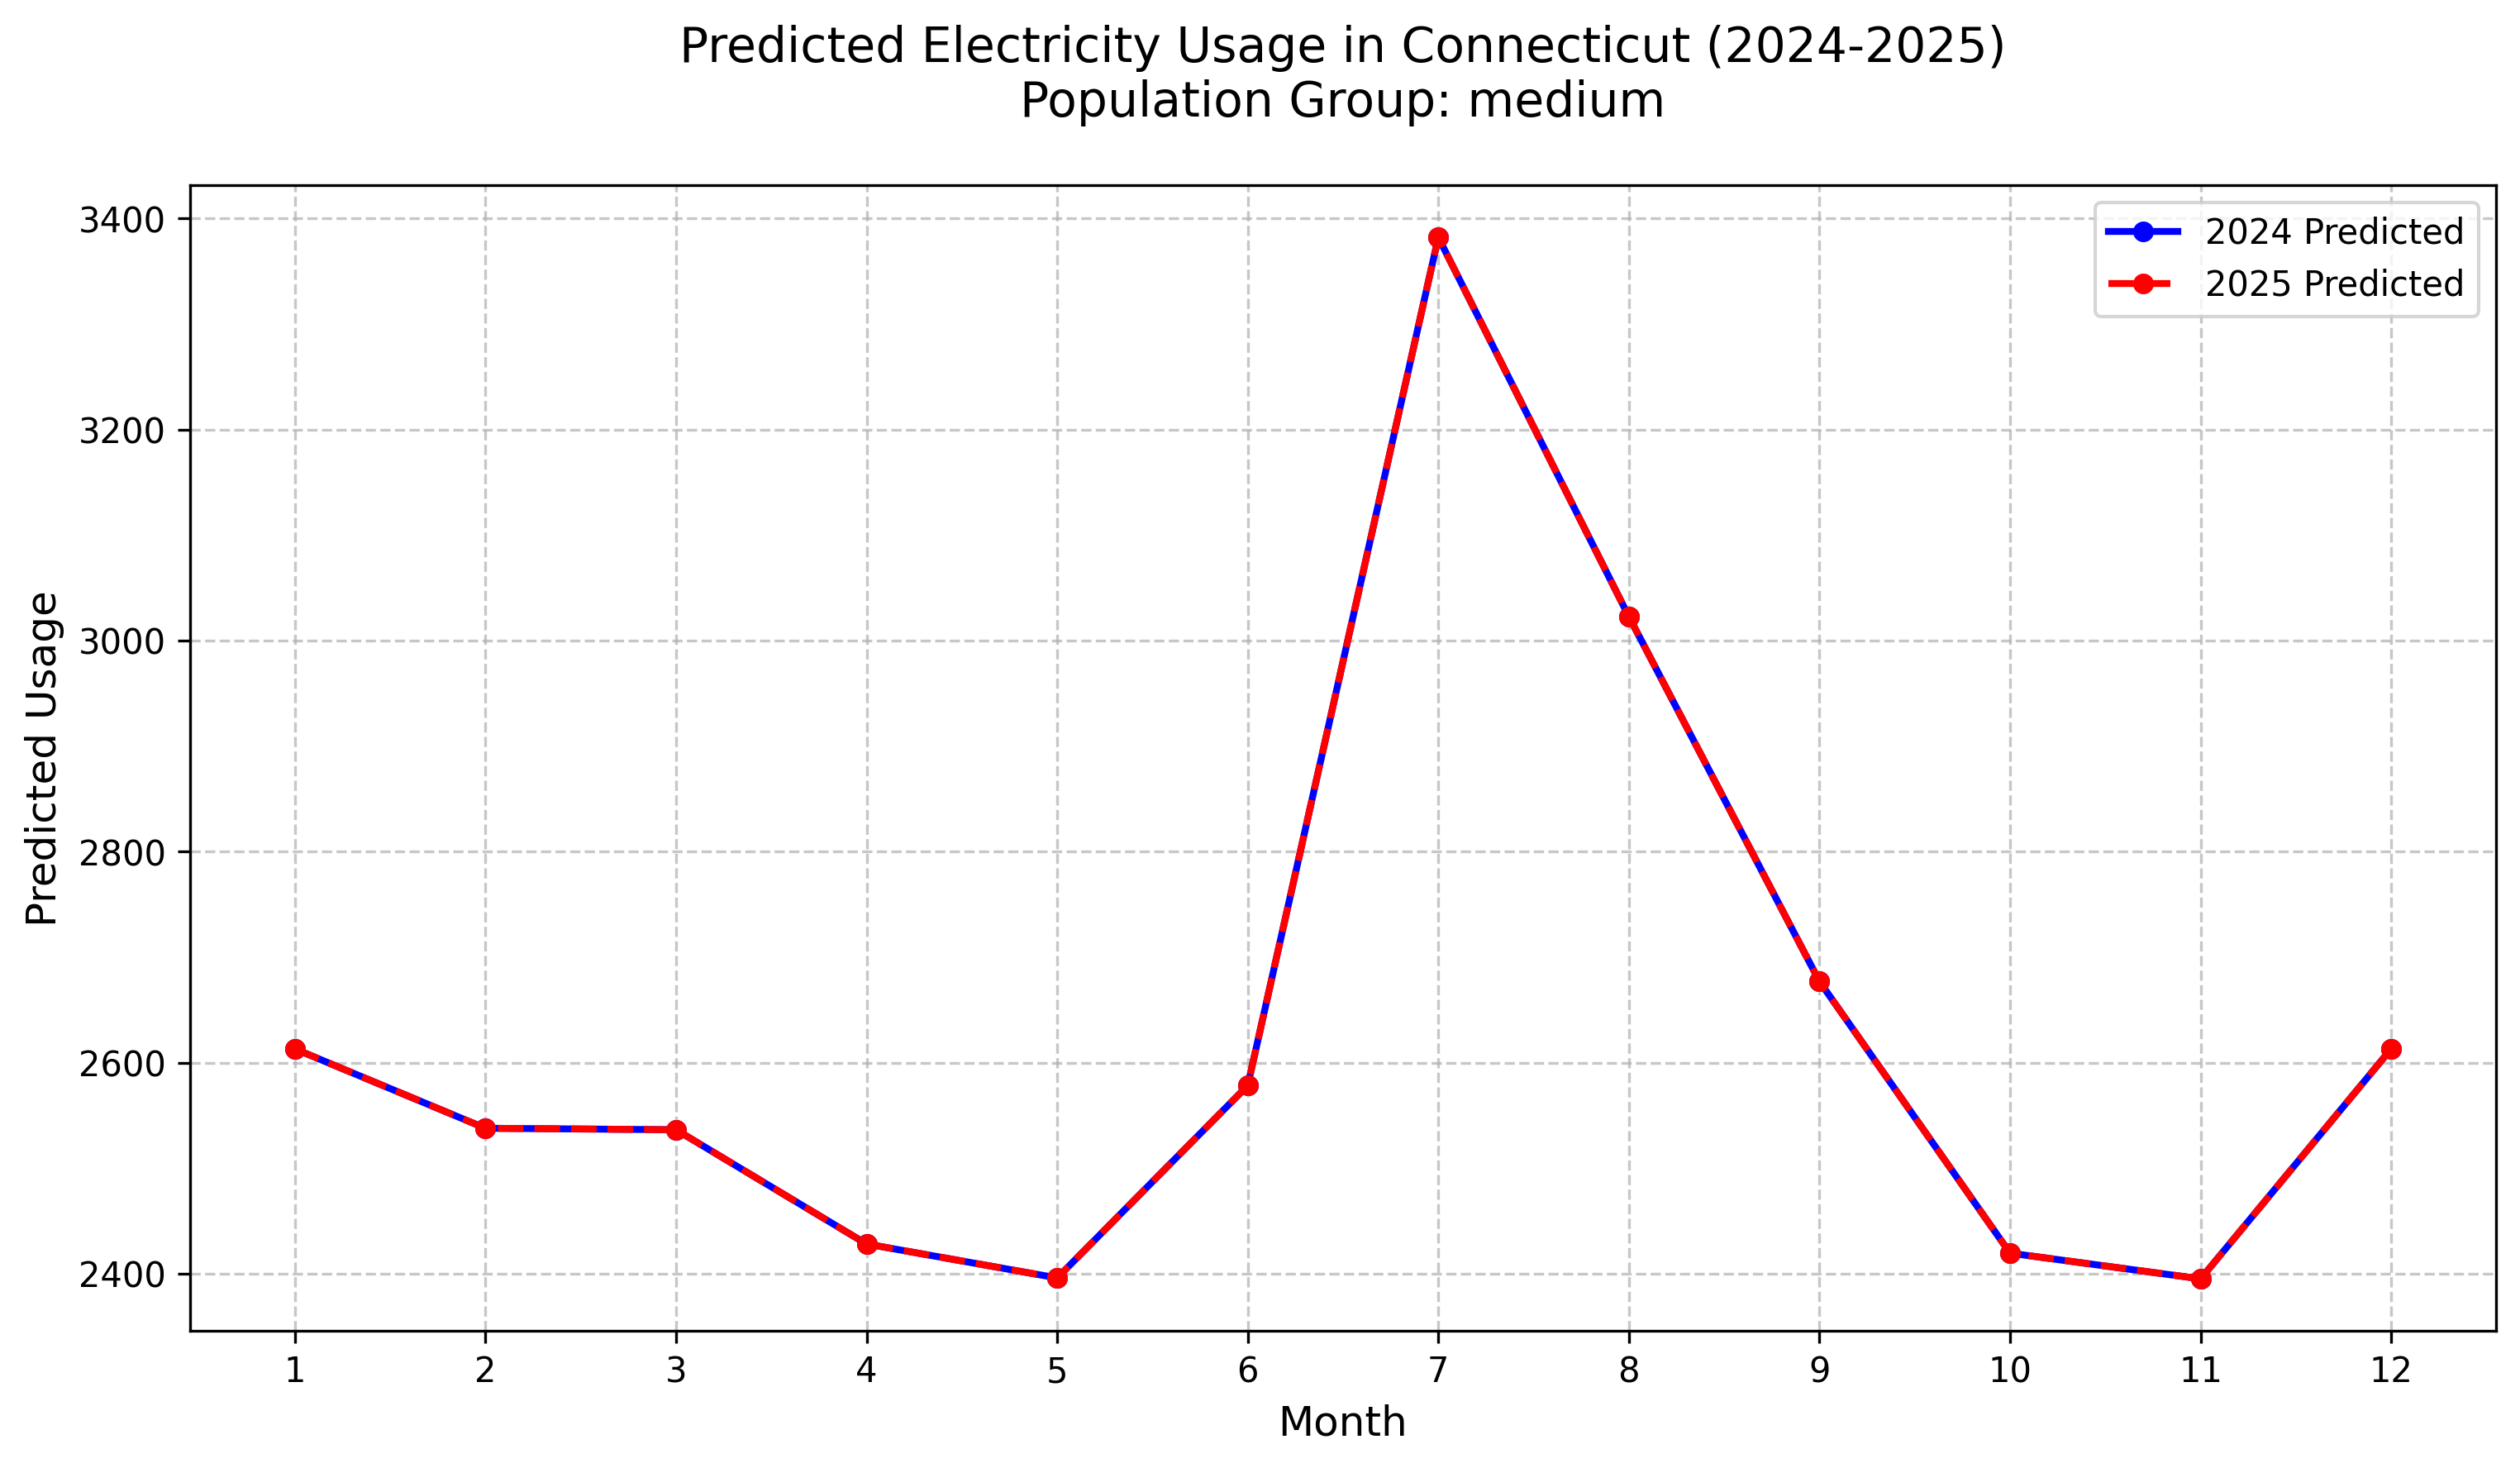 Predicted Electricity Usage in Connecticut (2024-2025)
Population Group: medium
2024 Predicted
2025 Predicted
Predicted Usage
3400
3200
3000
2800
2600
2400
1 2 3 4 5 6 7 8 9 10 11 12
Month